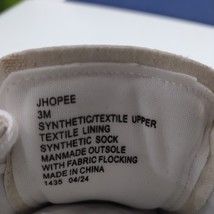 JHOPEE
3M
SYNTHETIC/TEXTILE UPPER
TEXTILE LINING
SYNTHETIC SOCK
MANMADE OUTSOLE
WITH FABRIC FLOCKING
MADE IN CHINA
1435 04/24